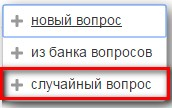 новый вопрос
из банка вопросов
случайный вопрос